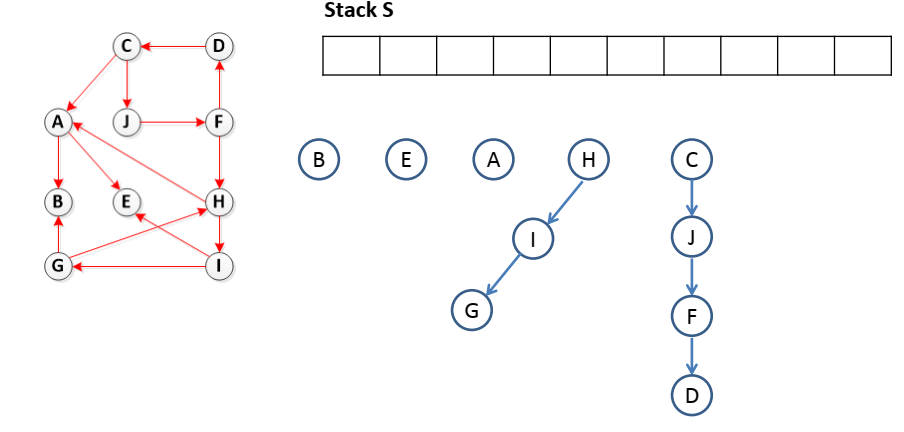 Stack S
C D
A J F
B E H
G I
B E A H C
I J
G F
D